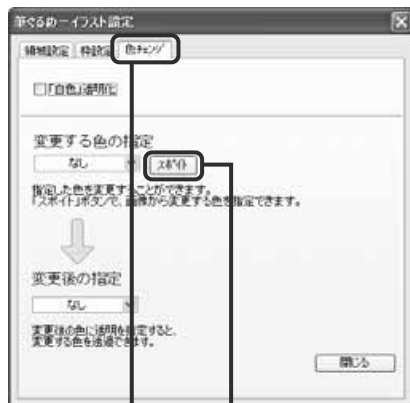 筆ぐるめーイラスト設定
領域設定 枠設定 色チェンジ
「白色」透明化
変更する色の指定
なし スポイト
指定した色を変更することができます。
「スポイト」ボタンで、画像から変更する色を指定できます。
変更後の指定
なし
変更後の色に透明を指定すると、
変更する色を透過できます。
閉じる